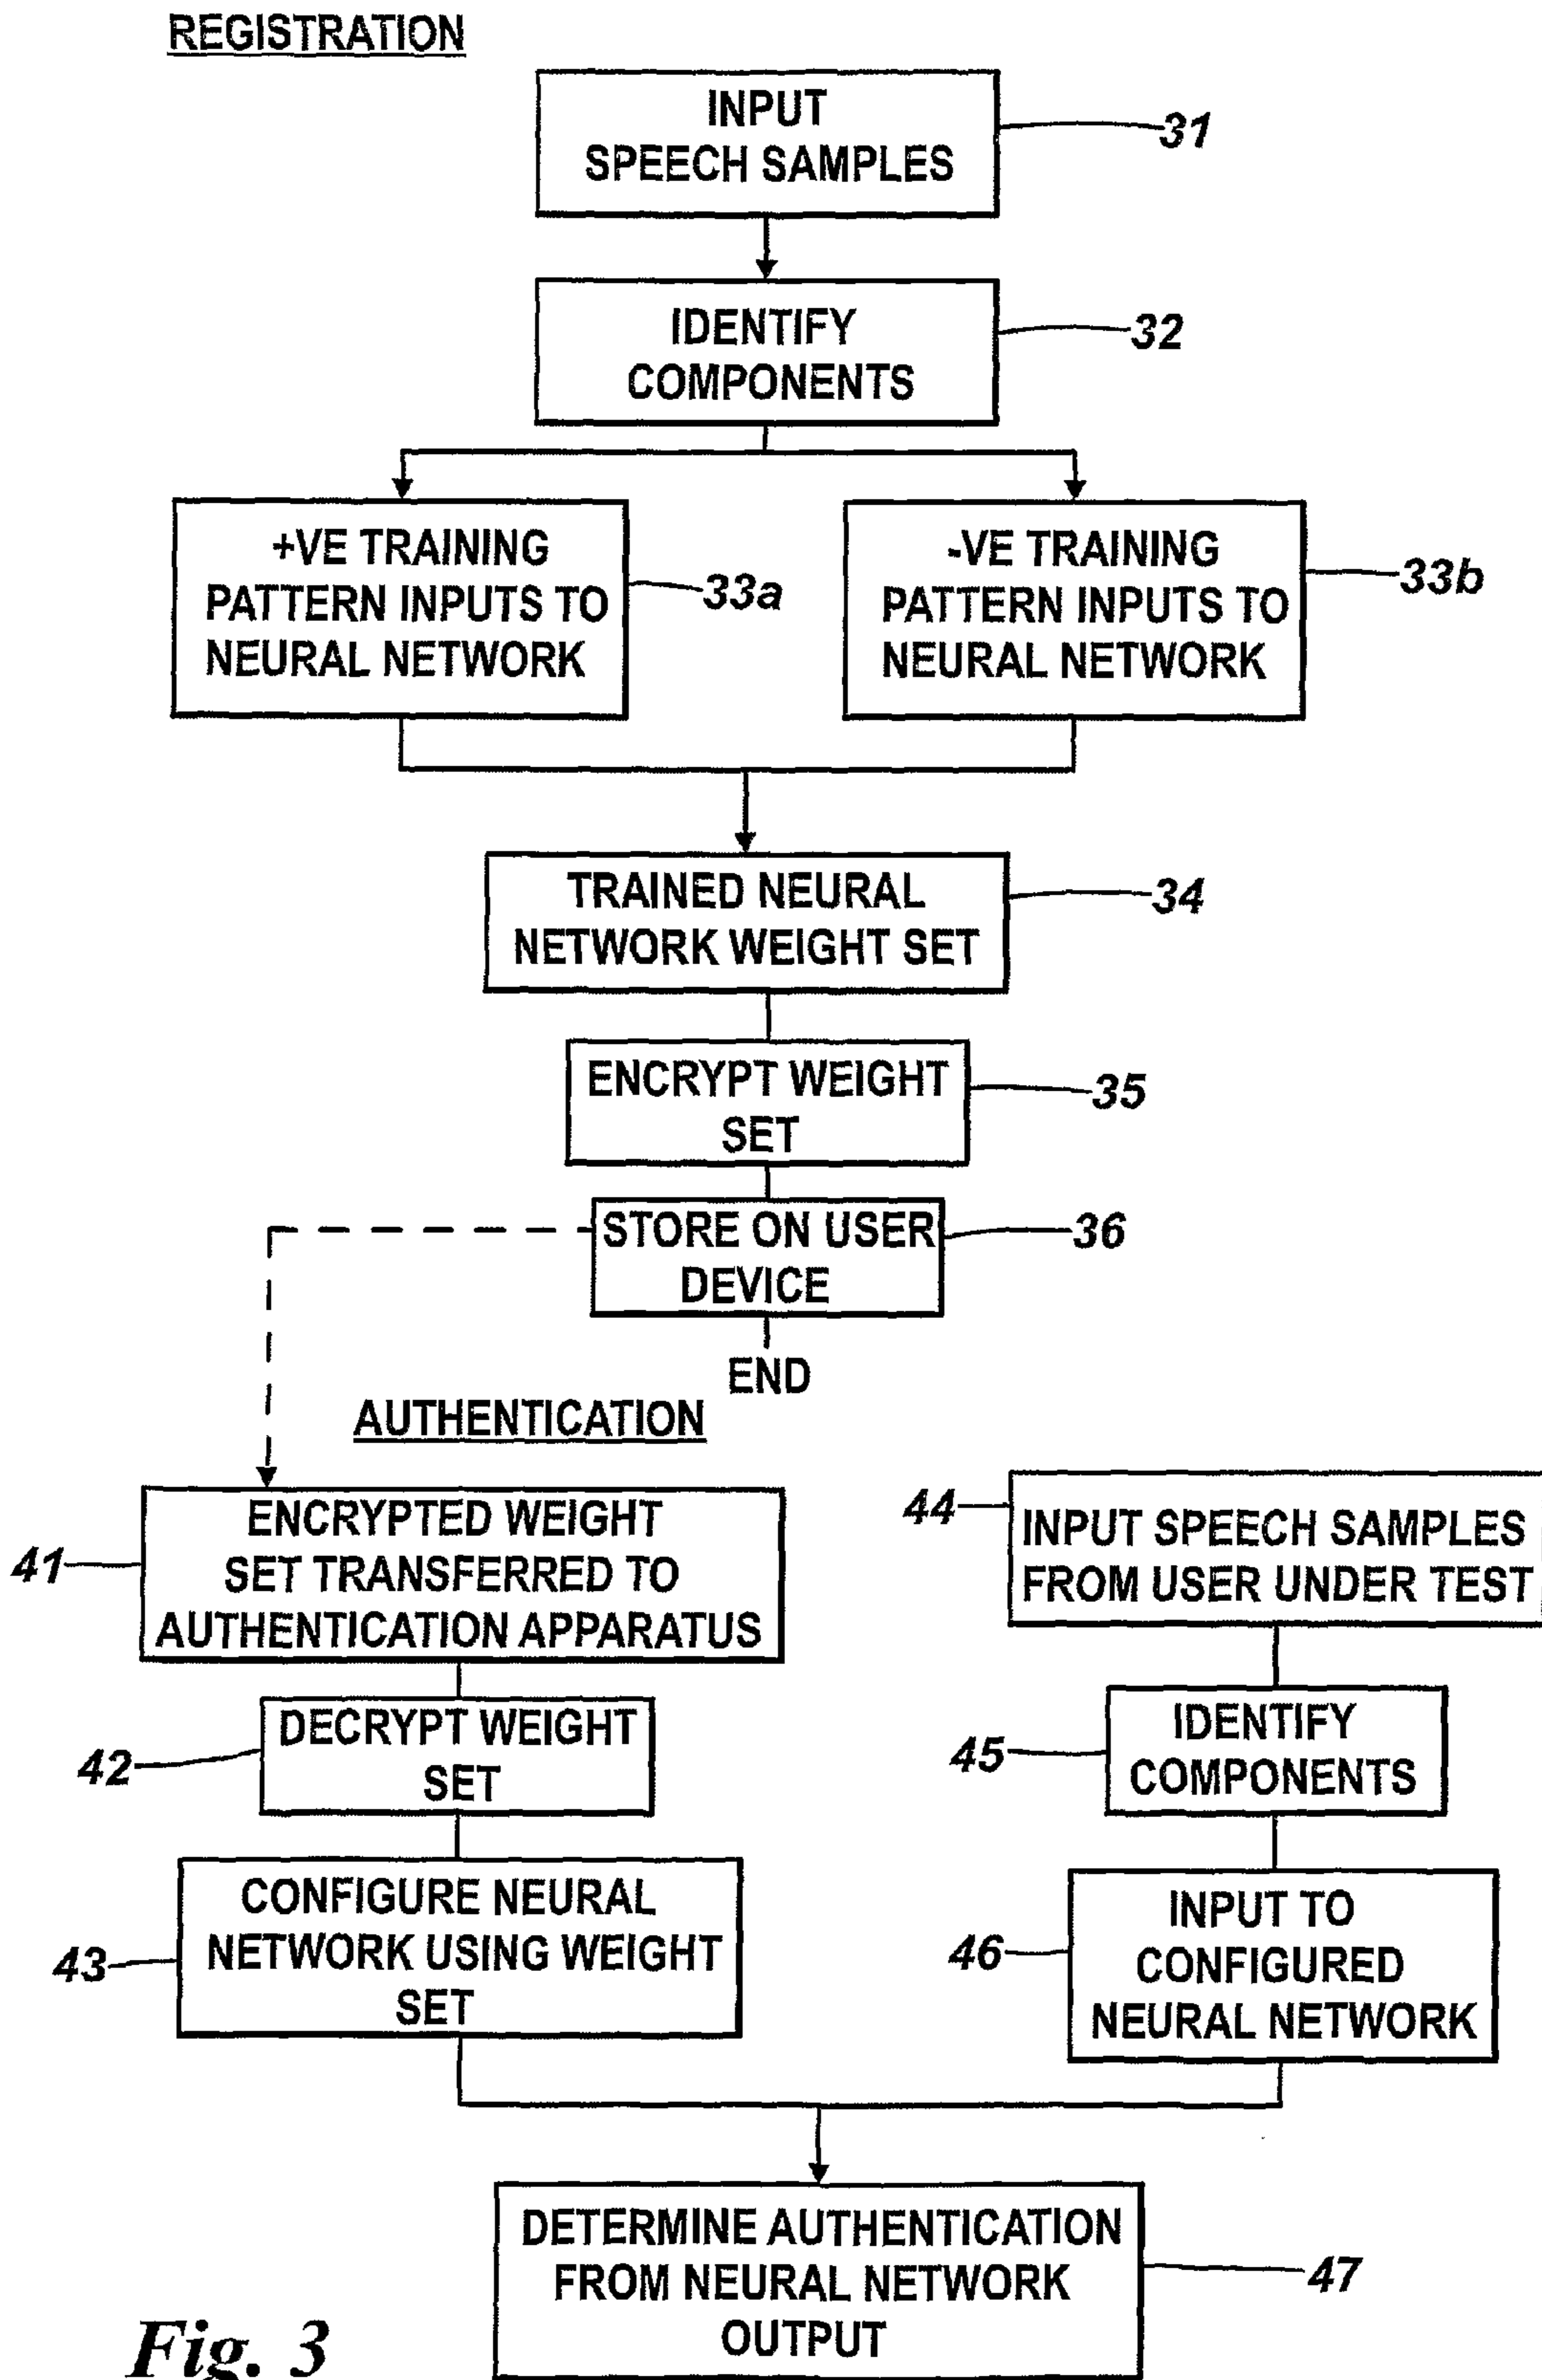 REGISTRATION
INPUT
SPEECH SAMPLES
31
IDENTIFY
COMPONENTS
32
+VE TRAINING
PATTERN INPUTS TO
NEURAL NETWORK
33a
-VE TRAINING
PATTERN INPUTS TO
NEURAL NETWORK
33b
TRAINED NEURAL
NETWORK WEIGHT SET
34
ENCRYPT WEIGHT
SET
35
STORE ON USER
DEVICE
36
END
AUTHENTICATION
41
ENCRYPTED WEIGHT
SET TRANSFERRED TO
AUTHENTICATION APPARATUS
42
DECRYPT WEIGHT
SET
43
CONFIGURE NEURAL
NETWORK USING WEIGHT
SET
44
INPUT SPEECH SAMPLES
FROM USER UNDER TEST
45
IDENTIFY
COMPONENTS
46
INPUT TO
CONFIGURED
NEURAL NETWORK
DETERMINE AUTHENTICATION
FROM NEURAL NETWORK
OUTPUT
47
Fig. 3